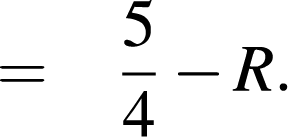 = 5/4 − R.